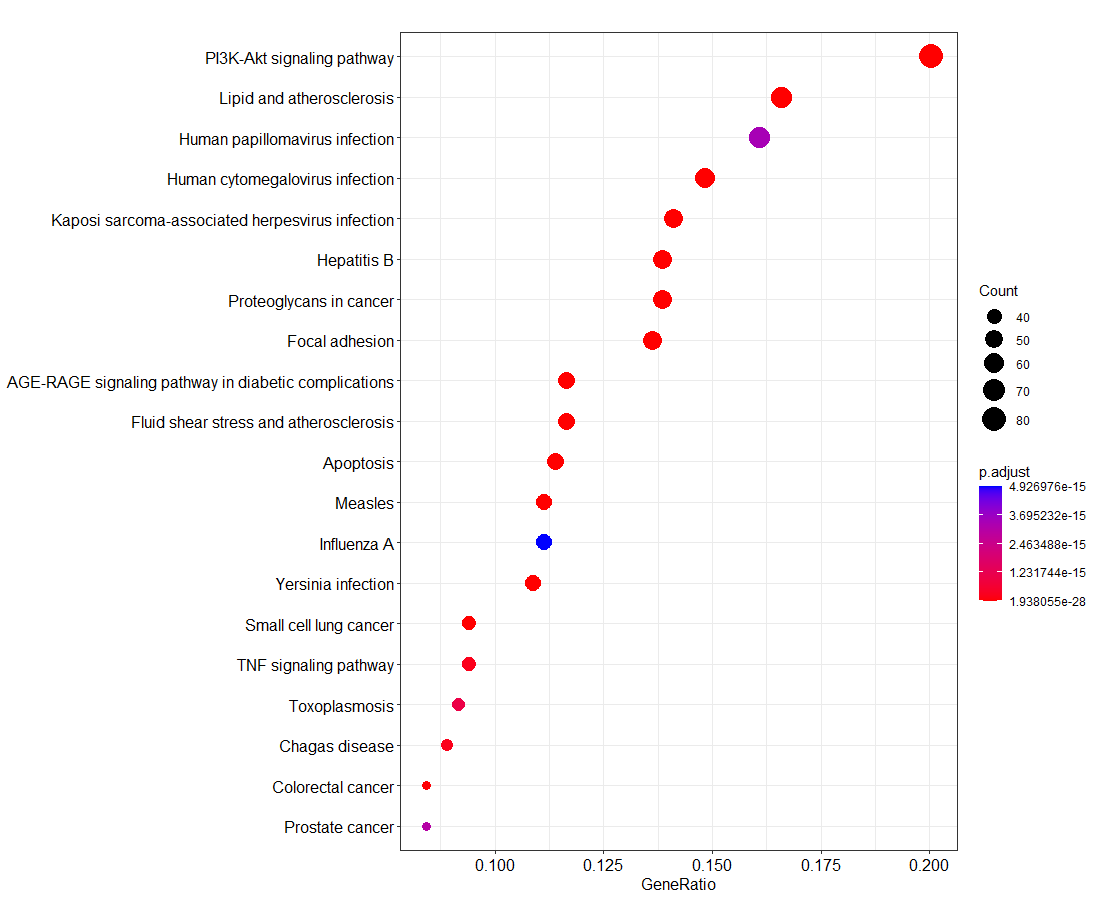 PI3K-Akt signaling pathway
Lipid and atherosclerosis
Human papillomavirus infection
Human cytomegalovirus infection
Kaposi sarcoma-associated herpesvirus infection
Hepatitis B
Proteoglycans in cancer
Focal adhesion
AGE-RAGE signaling pathway in diabetic complications
Fluid shear stress and atherosclerosis
Apoptosis
Measles
Influenza A
Yersinia infection
Small cell lung cancer
TNF signaling pathway
Toxoplasmosis
Chagas disease
Colorectal cancer
Prostate cancer
0.100 0.125 0.150 0.175 0.200
GeneRatio
Count
40
50
60
70
80
p.adjust
4.926976e-15
3.695232e-15
2.463488e-15
1.231744e-15
1.938055e-28